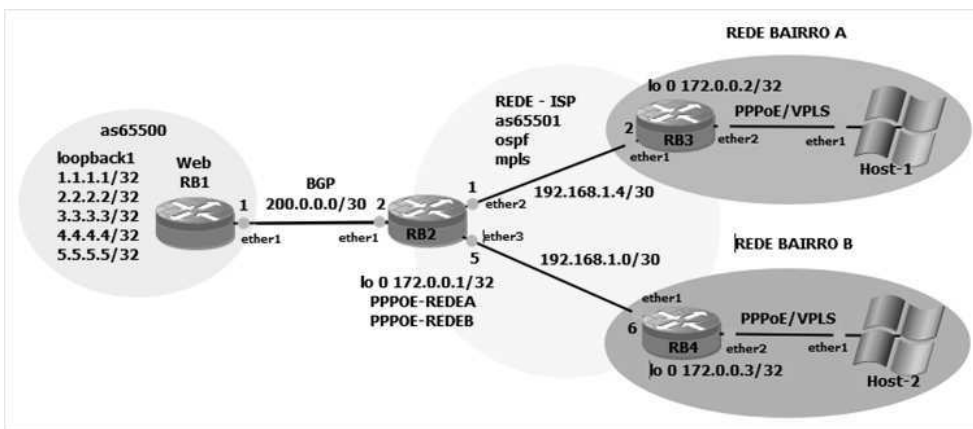 REDE BAIRRO A
lo 0 172.0.0.2/32
PPPoE/VPLS
2
RB3
ether1
ether2
ether1
Host-1
REDE - ISP
as65501
ospf
mpls
as65500
loopback1
1.1.1.1/32
2.2.2.2/32
3.3.3.3/32
4.4.4.4/32
5.5.5.5/32
Web
RB1
1
ether1
BGP
200.0.0.0/30
2
ether1
RB2
1
ether2
192.168.1.4/30
ether3
5
192.168.1.0/30
lo 0 172.0.0.1/32
PPPOE-REDEA
PPPOE-REDEB
REDE BAIRRO B
ether1
6
RB4
PPPoE/VPLS
ether2
ether1
lo 0 172.0.0.3/32
Host-2